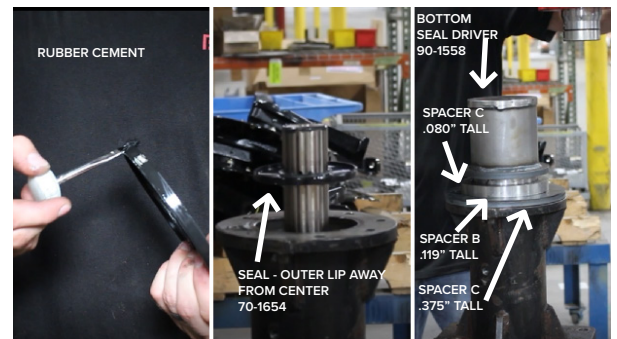 RUBBER CEMENT
SEAL - OUTER LIP AWAY
FROM CENTER
70-1654
BOTTOM
SEAL DRIVER
90-1558
SPACER C
.080” TALL
SPACER B
.119” TALL
SPACER C
.375” TALL